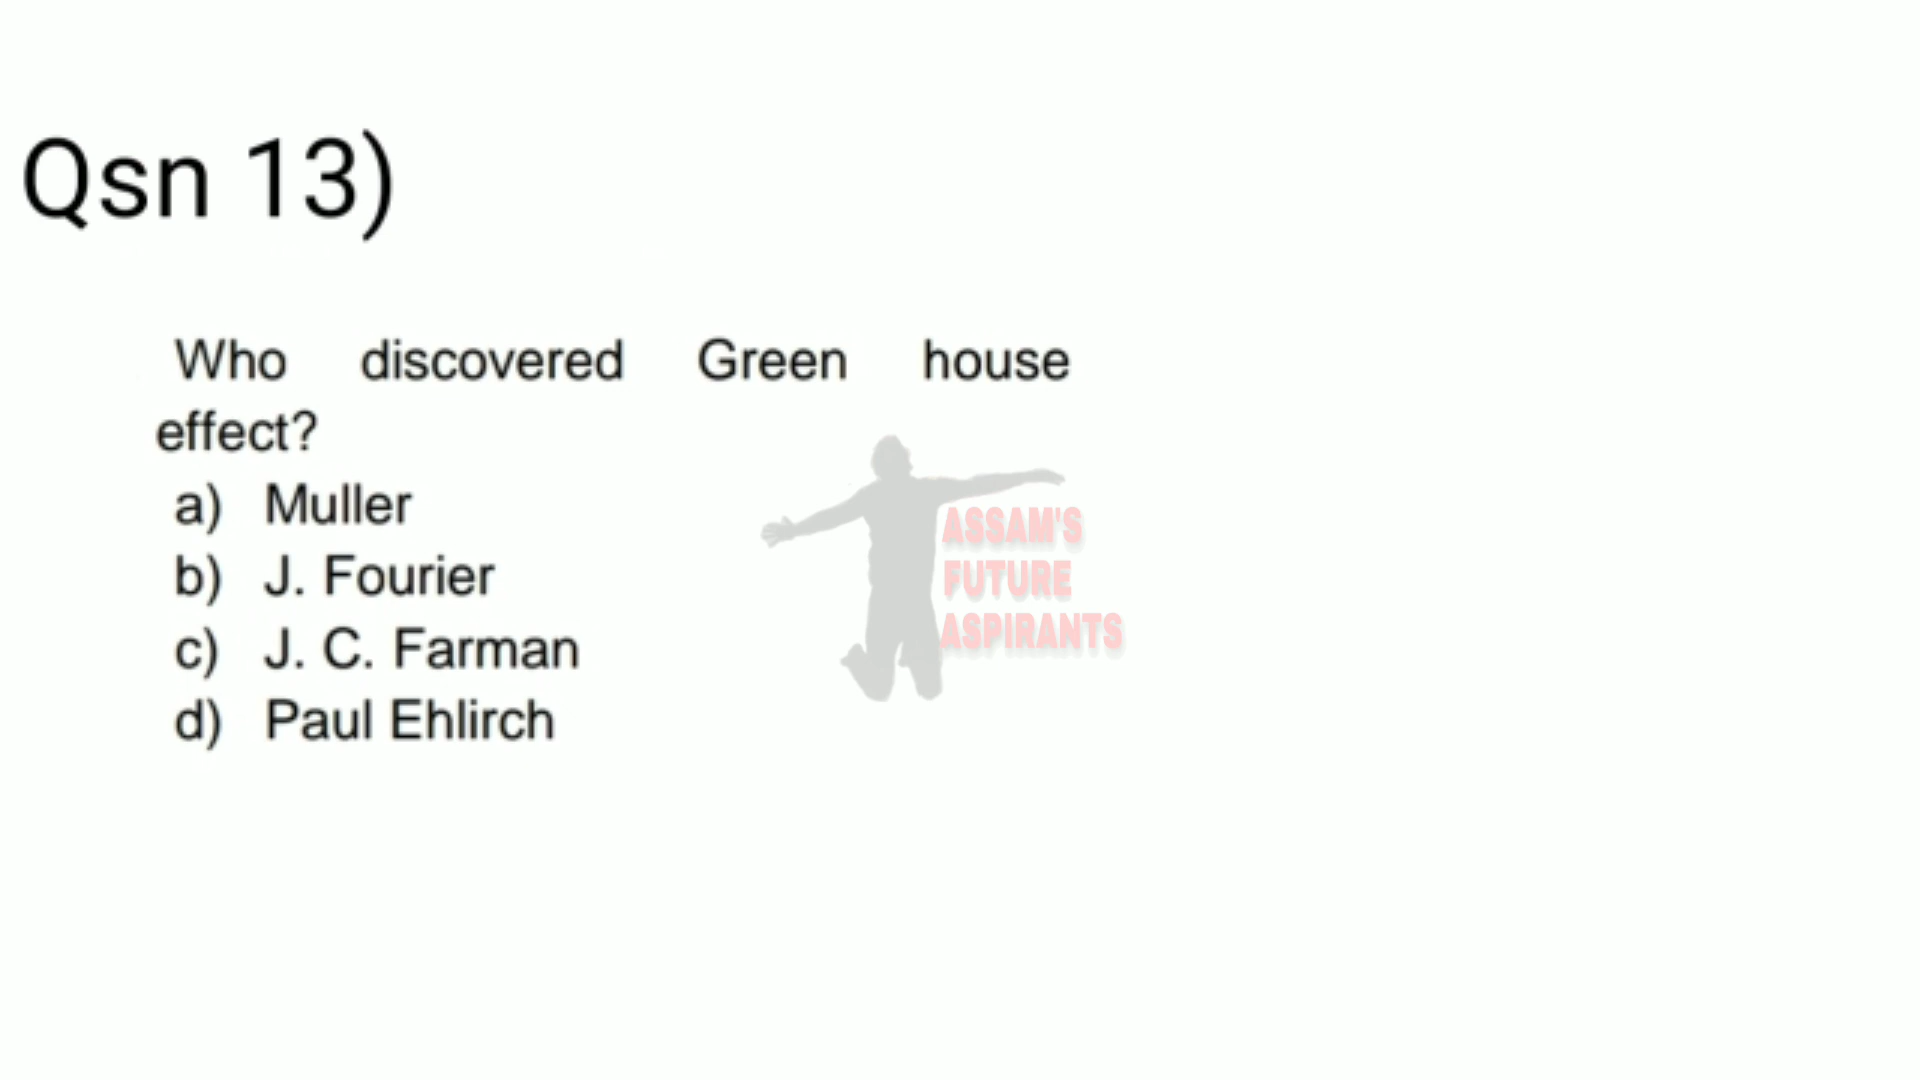 Qsn 13)
Who discovered Green house
effect?
a) Muller
b) J. Fourier
c) J. C. Farman
d) Paul Ehlirch
ASSAM'S
FUTURE
ASPIRANTS